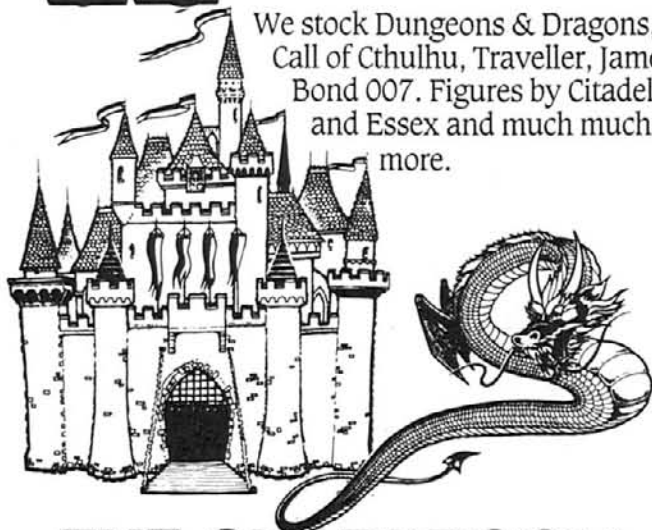 We stock Dungeons & Dragons,
Call of Cthulhu, Traveller,
Bond 007. Figures by Citadel
and Essex and much much
more.